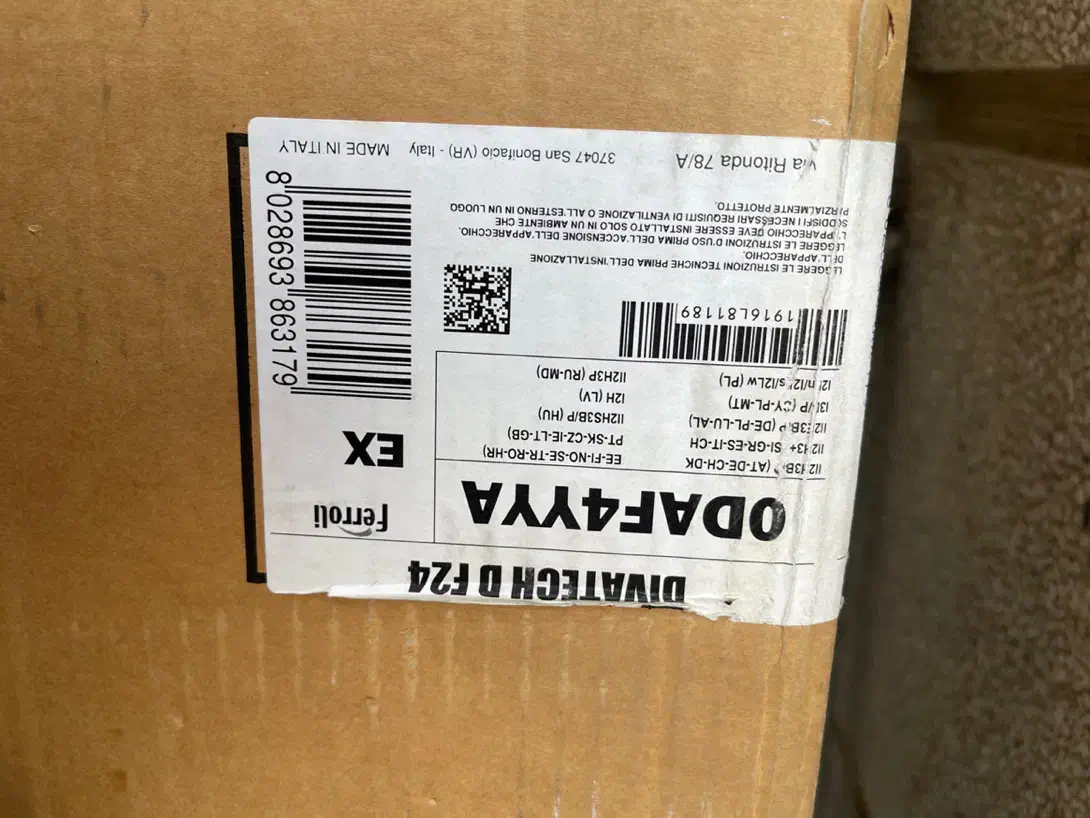 DIVATECH D F24
Ferroli
0DAF4YYA
EX
(AT-DE-CH-DK EE-FI-NO-SE-TR-RO-HR)
SI-GR-ES-IT-CH PT-SK-CZ-IE-LT-GB)
(DE-PL-LU-AL) II2HS3B/P (HU)
(CY-PL-MT) I2H (LV)
(PL) II2H3P (RU-MD)
1916L81189
8 028693 863179
LEGGERE LE ISTRUZIONI TECNICHE PRIMA DELL'INSTALLAZIONE
DELL'APPARECCHIO.
LEGGERE LE ISTRUZIONI D'USO PRIMA DELL'ACCENSIONE DELL'APPARECCHIO.
L'APPARECCHIO DEVE ESSERE INSTALLATO SOLO IN UN AMBIENTE CHE
SODDISFI I NECESSARI REQUISITI DI VENTILAZIONE O ALL'ESTERNO IN UN LUOGO
PARZIALMENTE PROTETTO.
Via Ritonda 78/A 37047 San Bonifacio (VR) - Italy MADE IN ITALY